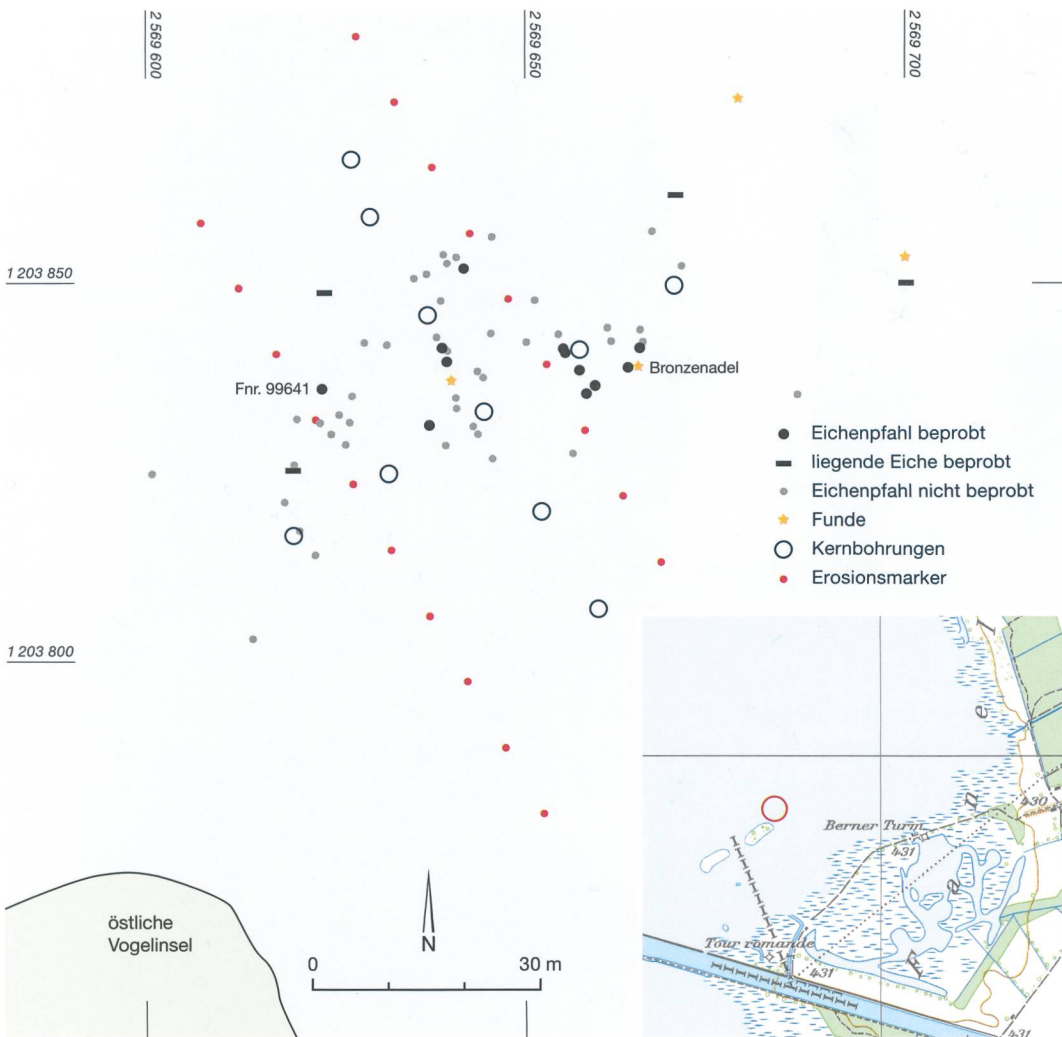 2 569 600
2 569 650
2 569 700
1 203 850
Fnr. 99641
Bronzenadel
Eichenpfahl beprobt
liegende Eiche beprobt
Eichenpfahl nicht beprobt
Funde
Kernbohrungen
Erosionsmarker
1 203 800
östliche
Vogelinsel
N
0 30 m
l
e
n
a
F
430
Berner Turm
431
Tour romande
431
431